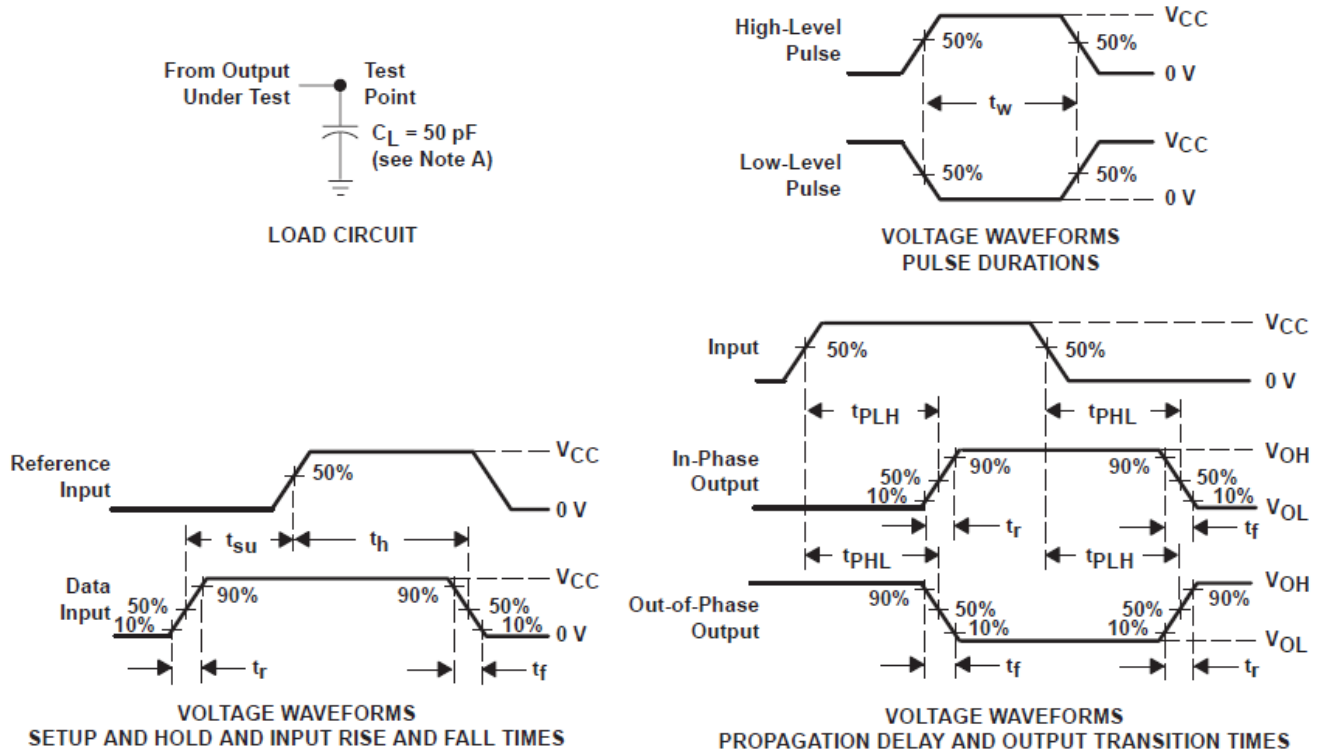 From Output
Under Test
Test
Point
CL = 50 pF
(see Note A)
LOAD CIRCUIT
High-Level
Pulse
50%
50%
VCC
0 V
tw
Low-Level
Pulse
50%
50%
VCC
0 V
VOLTAGE WAVEFORMS
PULSE DURATIONS
Reference
Input
50%
VCC
0 V
tsu
th
Data
Input
50%
10%
90%
90%
50%
10%
VCC
0 V
tr
tf
VOLTAGE WAVEFORMS
SETUP AND HOLD AND INPUT RISE AND FALL TIMES
Input
50%
50%
VCC
0 V
tPLH
tPHL
In-Phase
Output
50%
10%
90%
90%
50%
10%
VOH
VOL
tr
tf
tPHL
tPLH
Out-of-Phase
Output
90%
50%
10%
50%
10%
90%
VOH
VOL
tf
tr
VOLTAGE WAVEFORMS
PROPAGATION DELAY AND OUTPUT TRANSITION TIMES